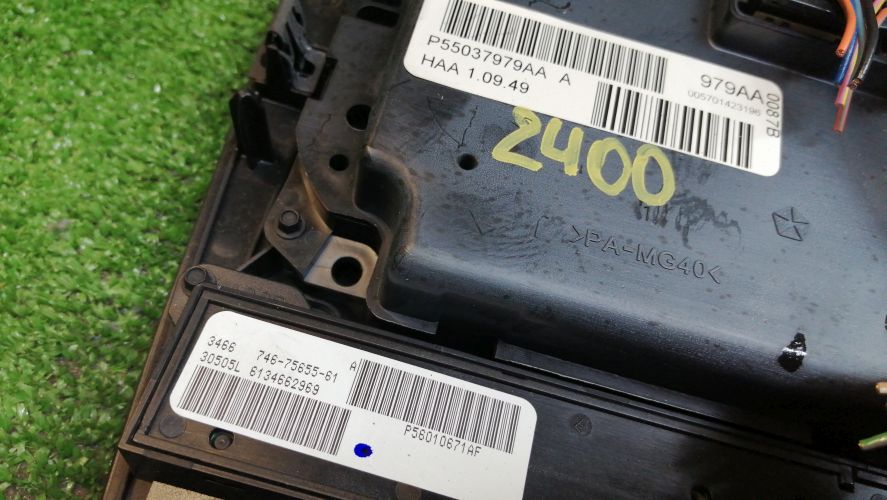 P55037979AA A
HAA 1.09.49
979AA
005701423196
0087B
2400
>PA-MG40<
3466 746-75655-61 A
30505L 6134662969
P56010671AF